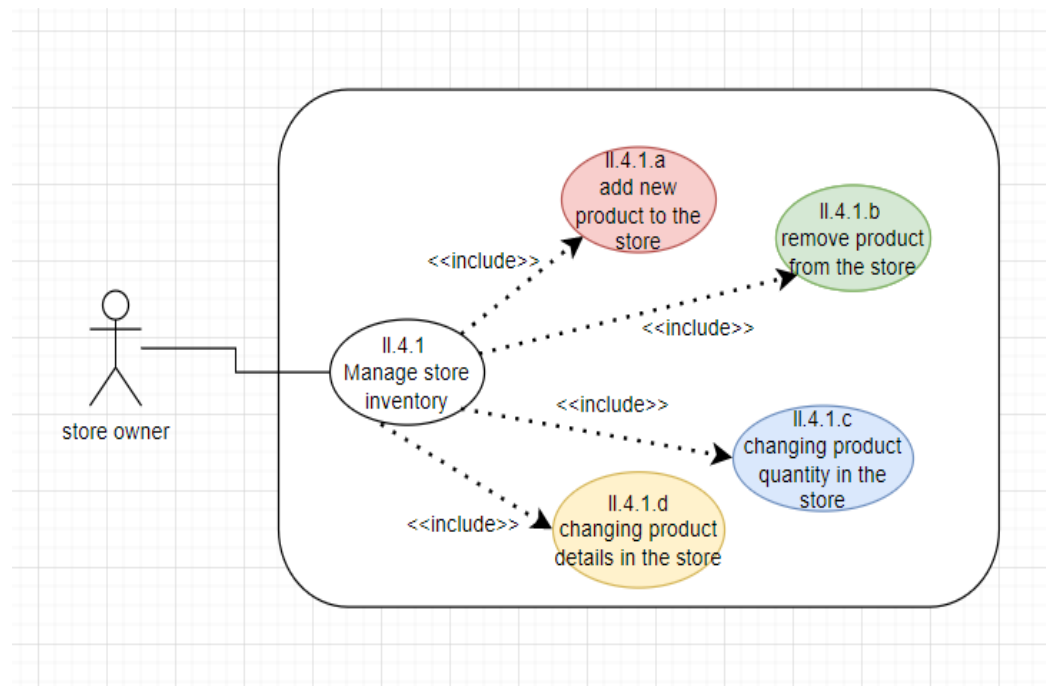 II.4.1.a
add new
product to the
store
<<include>>
II.4.1.b
remove product
from the store
<<include>>
II.4.1
Manage store
inventory
store owner
<<include>>
II.4.1.c
changing product
quantity in the
store
<<include>>
II.4.1.d
changing product
details in the store